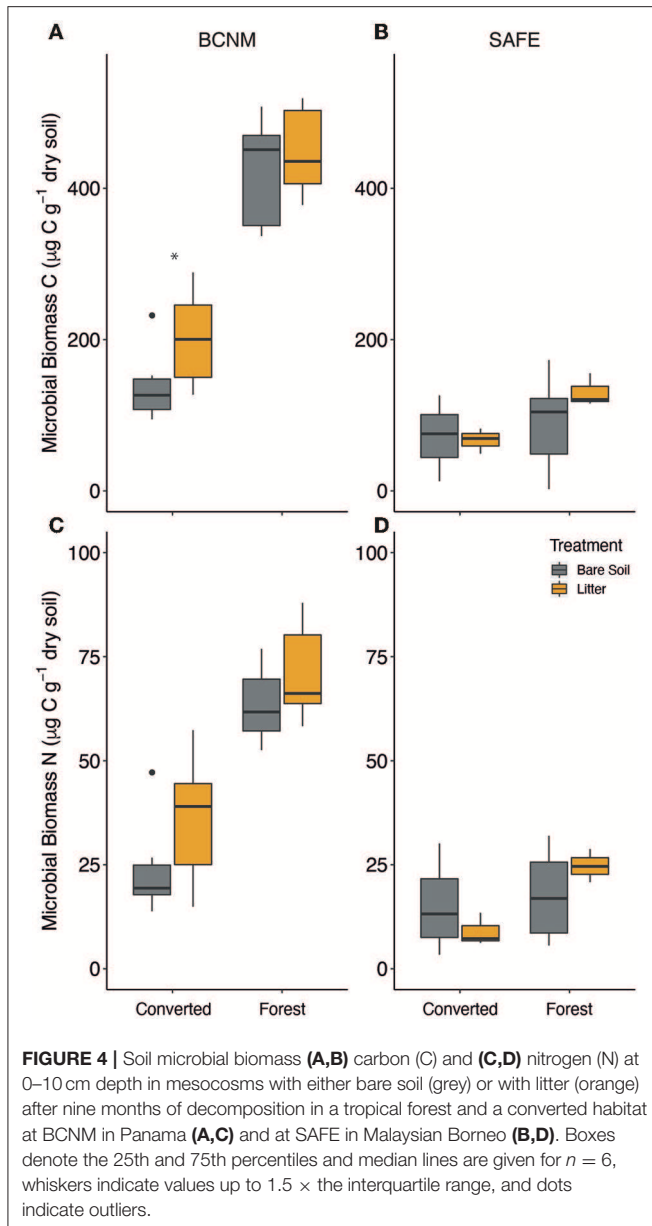 A
BCNM
B
SAFE
Microbial Biomass C (μg C g⁻¹ dry soil)
400
200
0
*
400
200
0
C
D
Microbial Biomass N (μg C g⁻¹ dry soil)
100
75
50
25
0
100
75
50
25
0
Treatment
Bare Soil
Litter
Converted
Forest
Converted
Forest
FIGURE 4 | Soil microbial biomass (A,B) carbon (C) and (C,D) nitrogen (N) at
0–10 cm depth in mesocosms with either bare soil (grey) or with litter (orange)
after nine months of decomposition in a tropical forest and a converted habitat
at BCNM in Panama (A,C) and at SAFE in Malaysian Borneo (B,D). Boxes
denote the 25th and 75th percentiles and median lines are given for n = 6,
whiskers indicate values up to 1.5 × the interquartile range, and dots
indicate outliers.